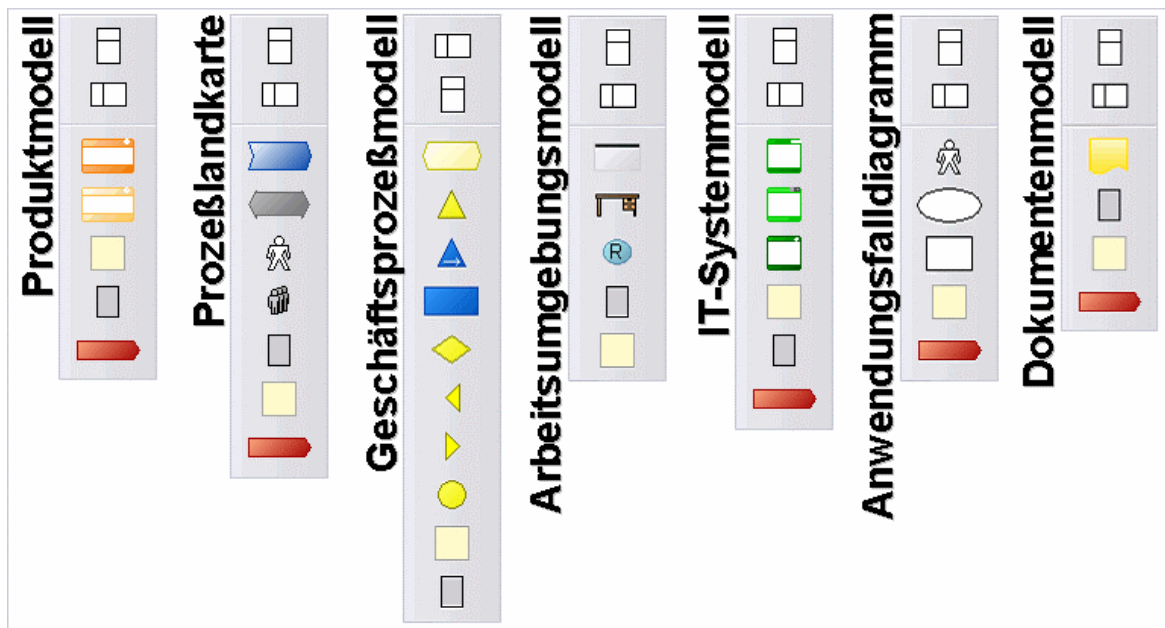 Produktmodell
Prozeßlandkarte
Geschäftsprozeßmodell
Arbeitsumgebungsmodell
R
IT-Systemmodell
Anwendungsfalldiagramm
Dokumentenmodell